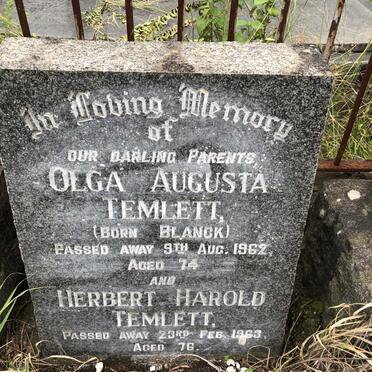 In Loving Memory
of
OUR DARLING PARENTS,
OLGA AUGUSTA
TEMLETT,
(BORN BLANCK)
PASSED AWAY 9TH AUG. 1962,
AGED 74
AND
HERBERT HAROLD
TEMLETT,
PASSED AWAY 23RD FEB. 1963,
AGED 76.